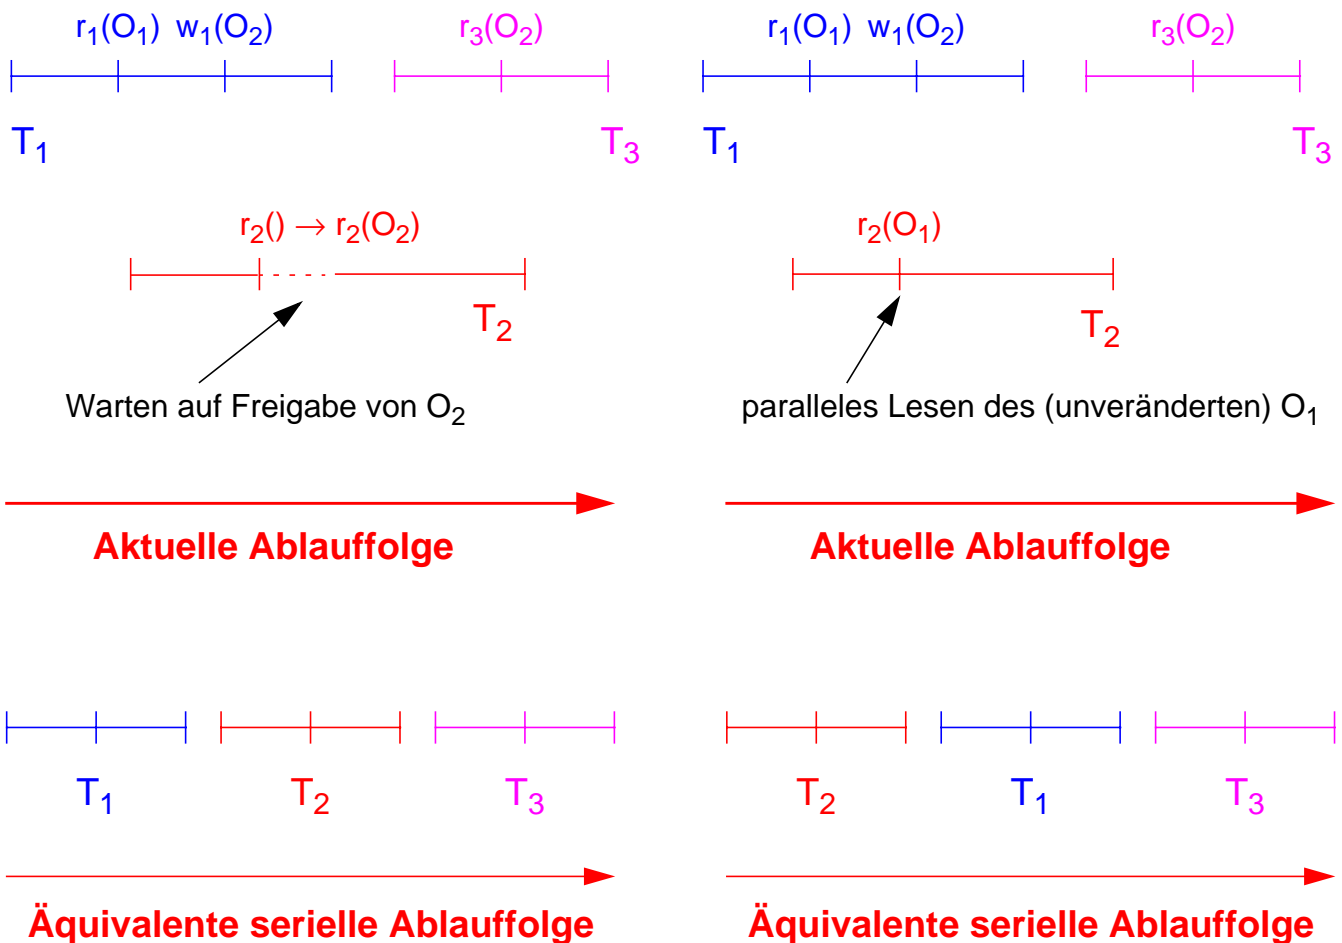 r1(O1) w1(O2) r3(O2)
T1 T3
r2() → r2(O2)
T2
Warten auf Freigabe von O2
Aktuelle Ablauffolge
T1 T2 T3
Äquivalente serielle Ablauffolge
r1(O1) w1(O2) r3(O2)
T1 T3
r2(O1)
T2
paralleles Lesen des (unveränderten) O1
Aktuelle Ablauffolge
T2 T1 T3
Äquivalente serielle Ablauffolge